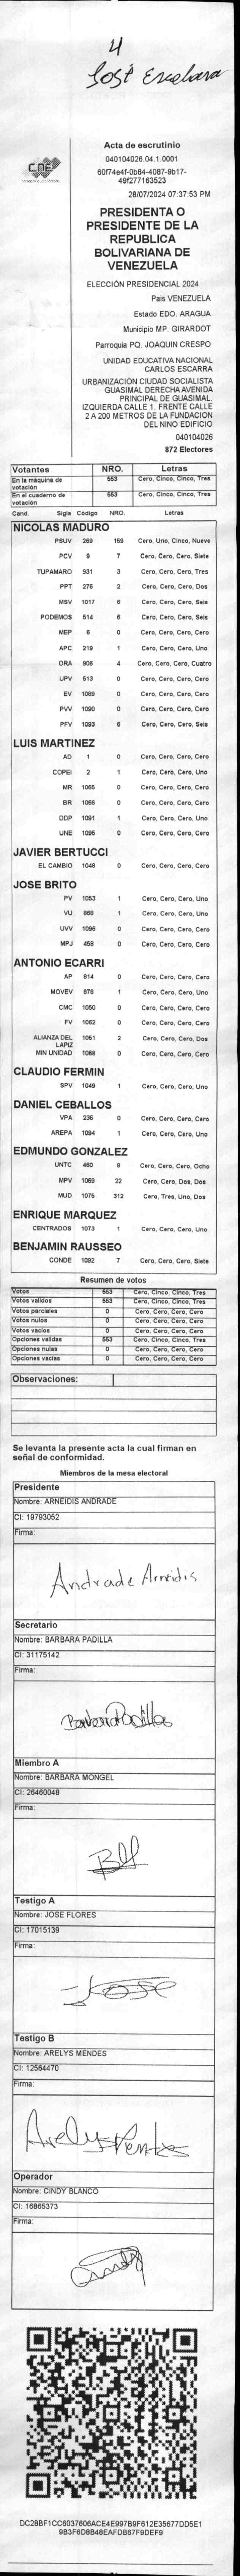 4
José Escobara
CNE
Acta de escrutinio
040104026.04.1.0001
60f74e4f-0b84-4087-9b17-
49f277163523
28/07/2024 07:37:53 PM
PRESIDENTA O
PRESIDENTE DE LA
REPUBLICA
BOLIVARIANA DE
VENEZUELA
ELECCIÓN PRESIDENCIAL 2024
País VENEZUELA
Estado EDO. ARAGUA
Municipio MP. GIRARDOT
Parroquia PQ. JOAQUIN CRESPO
UNIDAD EDUCATIVA NACIONAL
CARLOS ESCARRA
URBANIZACIÓN CIUDAD SOCIALISTA
GUASIMAL DERECHA AVENIDA
PRINCIPAL DE GUASIMAL.
IZQUIERDA CALLE 1. FRENTE CALLE
2 A 200 METROS DE LA FUNDACION
DEL NINO EDIFICIO
040104026
872 Electores
Votantes NRO. Letras
En la máquina de votación 553 Cero, Cinco, Cinco, Tres
En el cuaderno de votación 553 Cero, Cinco, Cinco, Tres
Cand. Sigla Código NRO. Letras
NICOLAS MADURO
PSUV 269 159 Cero, Uno, Cinco, Nueve
PCV 9 7 Cero, Cero, Cero, Siete
TUPAMARO 931 3 Cero, Cero, Cero, Tres
PPT 276 2 Cero, Cero, Cero, Dos
MSV 1017 6 Cero, Cero, Cero, Seis
PODEMOS 514 6 Cero, Cero, Cero, Seis
MEP 6 0 Cero, Cero, Cero, Cero
APC 219 1 Cero, Cero, Cero, Uno
ORA 906 4 Cero, Cero, Cero, Cuatro
UPV 513 0 Cero, Cero, Cero, Cero
EV 1089 0 Cero, Cero, Cero, Cero
PVV 1090 0 Cero, Cero, Cero, Cero
PFV 1093 6 Cero, Cero, Cero, Seis
LUIS MARTINEZ
AD 1 0 Cero, Cero, Cero, Cero
COPEI 2 1 Cero, Cero, Cero, Uno
MR 1065 0 Cero, Cero, Cero, Cero
BR 1066 0 Cero, Cero, Cero, Cero
DDP 1091 1 Cero, Cero, Cero, Uno
UNE 1095 0 Cero, Cero, Cero, Cero
JAVIER BERTUCCI
EL CAMBIO 1048 0 Cero, Cero, Cero, Cero
JOSE BRITO
PV 1053 1 Cero, Cero, Cero, Uno
VU 868 1 Cero, Cero, Cero, Uno
UVV 1096 0 Cero, Cero, Cero, Cero
MPJ 458 0 Cero, Cero, Cero, Cero
ANTONIO ECARRI
AP 814 0 Cero, Cero, Cero, Cero
MOVEV 879 1 Cero, Cero, Cero, Uno
CMC 1050 0 Cero, Cero, Cero, Cero
FV 1062 0 Cero, Cero, Cero, Cero
ALIANZA DEL LAPIZ 1051 2 Cero, Cero, Cero, Dos
MIN UNIDAD 1068 0 Cero, Cero, Cero, Cero
CLAUDIO FERMIN
SPV 1049 1 Cero, Cero, Cero, Uno
DANIEL CEBALLOS
VPA 236 0 Cero, Cero, Cero, Cero
AREPA 1094 1 Cero, Cero, Cero, Uno
EDMUNDO GONZALEZ
UNTC 460 8 Cero, Cero, Cero, Ocho
MPV 1069 22 Cero, Cero, Dos, Dos
MUD 1075 312 Cero, Tres, Uno, Dos
ENRIQUE MARQUEZ
CENTRADOS 1073 1 Cero, Cero, Cero, Uno
BENJAMIN RAUSSEO
CONDE 1092 7 Cero, Cero, Cero, Siete
Resumen de votos
Votos 553 Cero, Cinco, Cinco, Tres
Votos validos 553 Cero, Cinco, Cinco, Tres
Votos parciales 0 Cero, Cero, Cero, Cero
Votos nulos 0 Cero, Cero, Cero, Cero
Votos vacios 0 Cero, Cero, Cero, Cero
Opciones validas 553 Cero, Cinco, Cinco, Tres
Opciones nulas 0 Cero, Cero, Cero, Cero
Opciones vacias 0 Cero, Cero, Cero, Cero
Observaciones:
Se levanta la presente acta la cual firman en
señal de conformidad.
Miembros de la mesa electoral
Presidente
Nombre: ARNEIDIS ANDRADE
CI: 19793052
Firma:
Andrade Arneidis
Secretario
Nombre: BARBARA PADILLA
CI: 31175142
Firma:
Barbara Padilla
Miembro A
Nombre: BARBARA MONGEL
CI: 26460048
Firma:
Testigo A
Nombre: JOSE FLORES
CI: 17015139
Firma:
Jose
Testigo B
Nombre: ARELYS MENDES
CI: 12564470
Firma:
Arelys Mendes
Operador
Nombre: CINDY BLANCO
CI: 16865373
Firma:
Cindy
DC28BF1CC6037606ACE4E997B9F612E35677DD5E1
9B3F6D8B48EAFDB67F9DEF9